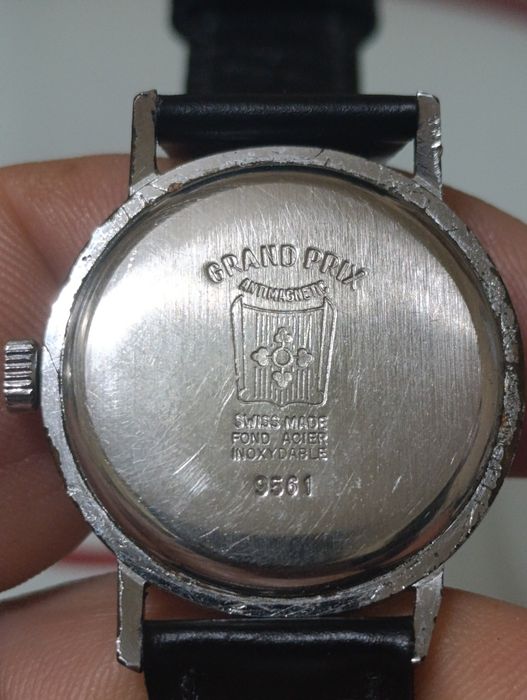 GRAND PRIX
ANTIMAGNETIC
SWISS MADE
FOND ACIER
INOXYDABLE
9561